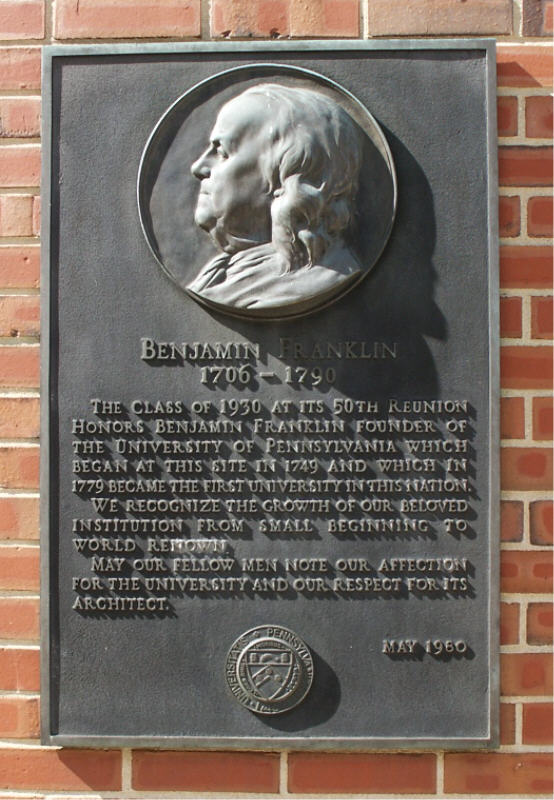 BENJAMIN FRANKLIN
1706 – 1790
THE CLASS OF 1930 AT ITS 50TH REUNION
HONORS BENJAMIN FRANKLIN FOUNDER OF
THE UNIVERSITY OF PENNSYLVANIA WHICH
BEGAN AT THIS SITE IN 1749 AND WHICH IN
1779 BECAME THE FIRST UNIVERSITY IN THIS NATION.
WE RECOGNIZE THE GROWTH OF OUR BELOVED
INSTITUTION FROM SMALL BEGINNING TO
WORLD RENOWN.
MAY OUR FELLOW MEN NOTE OUR AFFECTION
FOR THE UNIVERSITY AND OUR RESPECT FOR ITS
ARCHITECT.
MAY 1980